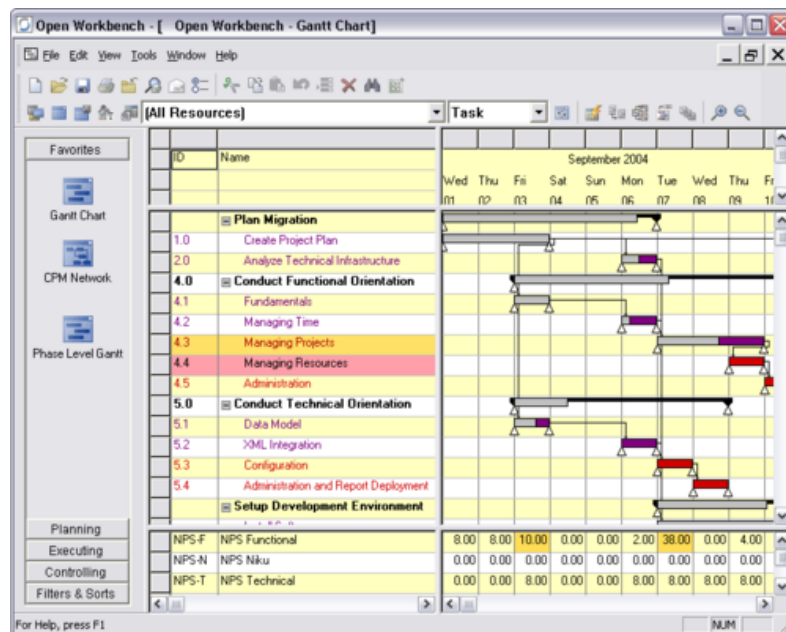 Open Workbench - [ Open Workbench - Gantt Chart]
File Edit View Tools Window Help
(All Resources) Task
Favorites
Gantt Chart
CPM Network
Phase Level Gantt
Planning
Executing
Controlling
Filters & Sorts
ID Name September 2004
Wed Thu Fri Sat Sun Mon Tue Wed Thu
01 02 03 04 05 06 07 08 09
Plan Migration
1.0 Create Project Plan
2.0 Analyze Technical Infrastructure
4.0 Conduct Functional Orientation
4.1 Fundamentals
4.2 Managing Time
4.3 Managing Projects
4.4 Managing Resources
4.5 Administration
5.0 Conduct Technical Orientation
5.1 Data Model
5.2 XML Integration
5.3 Configuration
5.4 Administration and Report Deployment
Setup Development Environment
NPS-F NPS Functional 8.00 8.00 10.00 0.00 0.00 2.00 38.00 0.00 4.00
NPS-N NPS Niku 0.00 0.00 0.00 0.00 0.00 0.00 0.00 0.00 0.00
NPS-T NPS Technical 0.00 0.00 8.00 0.00 0.00 8.00 8.00 8.00 8.00
For Help, press F1 NUM